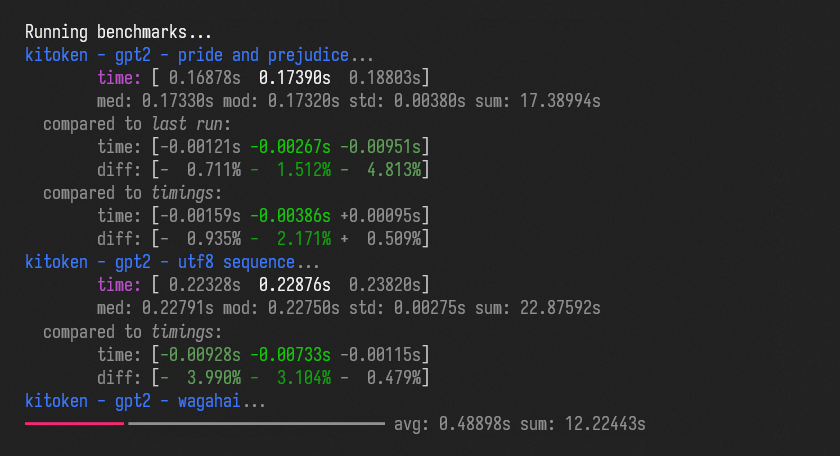 Running benchmarks...
kitoken - gpt2 - pride and prejudice...
time: [ 0.16878s 0.17390s 0.18803s]
med: 0.17330s mod: 0.17320s std: 0.00380s sum: 17.38994s
compared to last run:
time: [-0.00121s -0.00267s -0.00951s]
diff: [- 0.711% - 1.512% - 4.813%]
compared to timings:
time: [-0.00159s -0.00386s +0.00095s]
diff: [- 0.935% - 2.171% + 0.509%]
kitoken - gpt2 - utf8 sequence...
time: [ 0.22328s 0.22876s 0.23820s]
med: 0.22791s mod: 0.22750s std: 0.00275s sum: 22.87592s
compared to timings:
time: [-0.00928s -0.00733s -0.00115s]
diff: [- 3.990% - 3.104% - 0.479%]
kitoken - gpt2 - wagahai...
avg: 0.48898s sum: 12.22443s